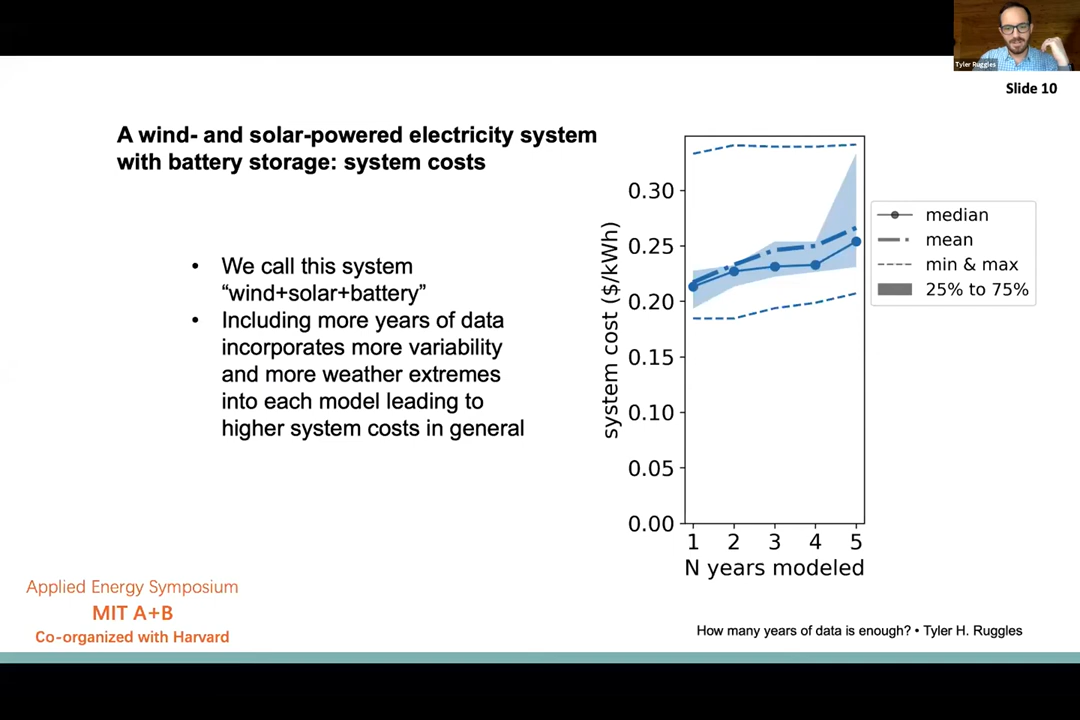 Tyler Ruggles
Slide 10
A wind- and solar-powered electricity system
with battery storage: system costs
• We call this system
“wind+solar+battery”
• Including more years of data
incorporates more variability
and more weather extremes
into each model leading to
higher system costs in general
system cost ($/kWh)
0.30
0.25
0.20
0.15
0.10
0.05
0.00
1 2 3 4 5
N years modeled
median
mean
min & max
25% to 75%
Applied Energy Symposium
MIT A+B
Co-organized with Harvard
How many years of data is enough? • Tyler H. Ruggles